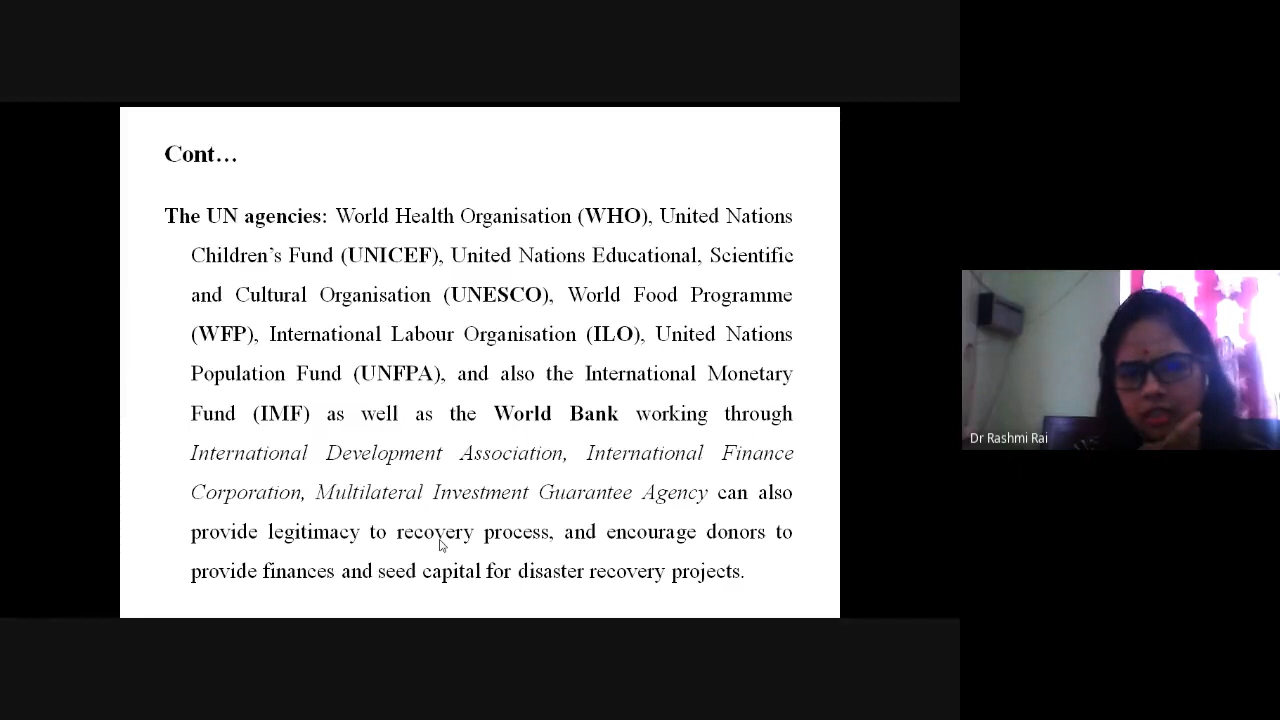 Cont…
The UN agencies: World Health Organisation (WHO), United Nations
Children’s Fund (UNICEF), United Nations Educational, Scientific
and Cultural Organisation (UNESCO), World Food Programme
(WFP), International Labour Organisation (ILO), United Nations
Population Fund (UNFPA), and also the International Monetary
Fund (IMF) as well as the World Bank working through
International Development Association, International Finance
Corporation, Multilateral Investment Guarantee Agency can also
provide legitimacy to recovery process, and encourage donors to
provide finances and seed capital for disaster recovery projects.
Dr Rashmi Rai